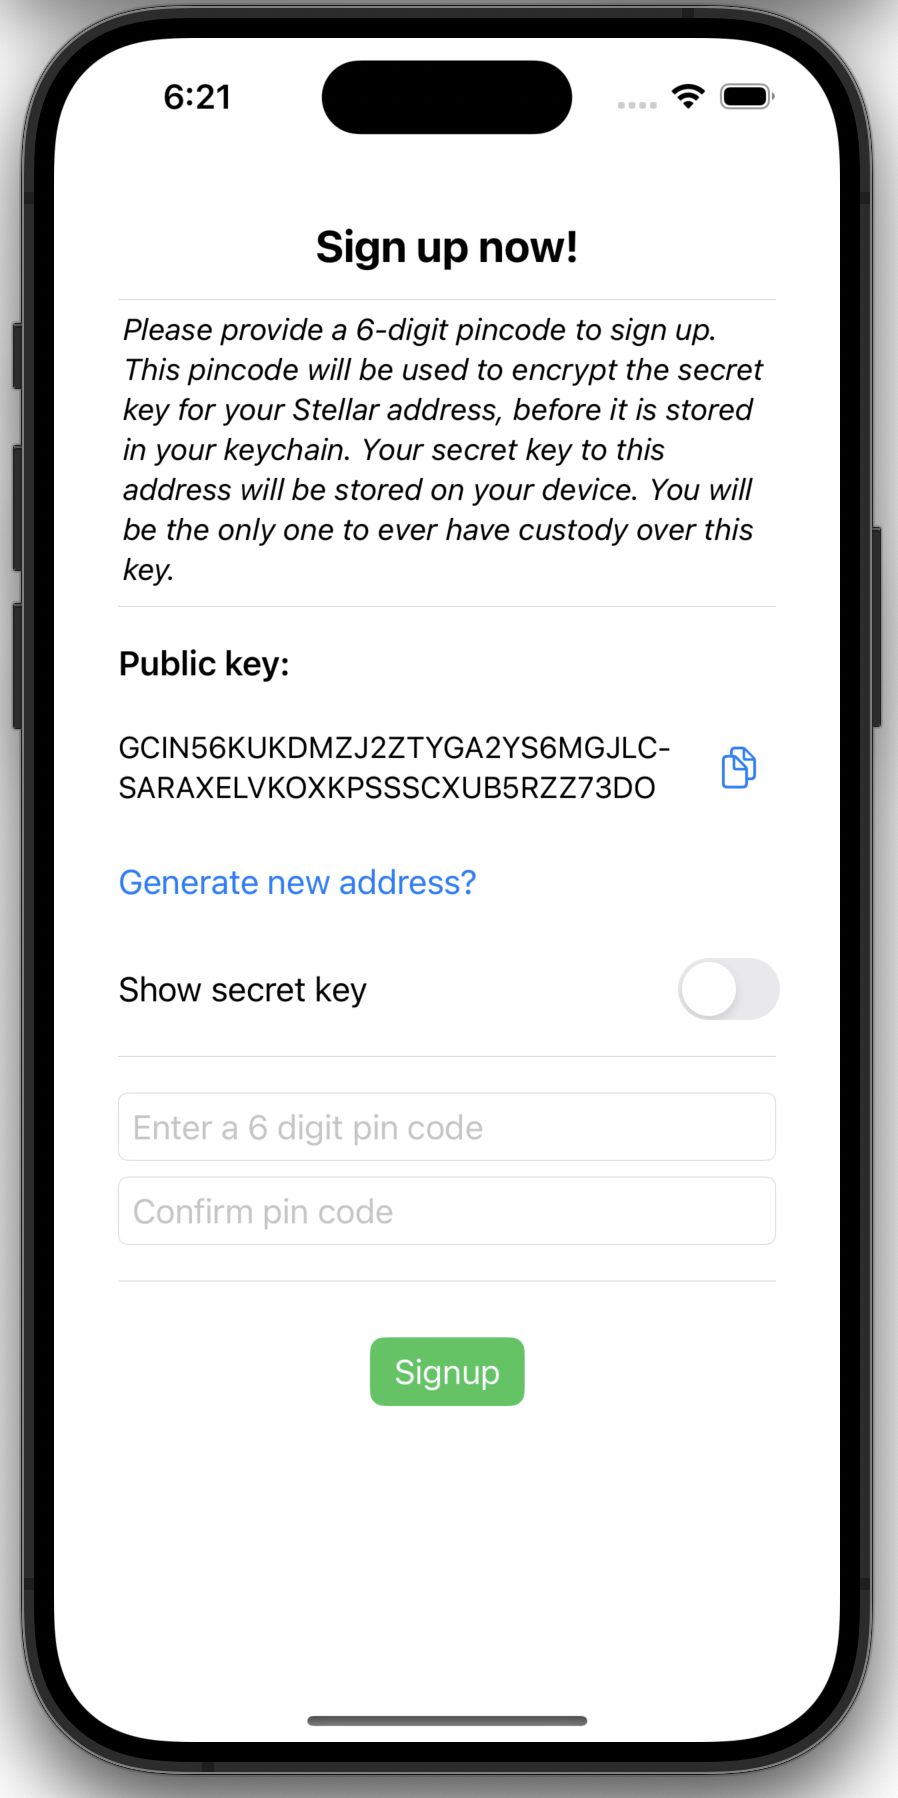 6:21
Sign up now!
Please provide a 6-digit pincode to sign up.
This pincode will be used to encrypt the secret
key for your Stellar address, before it is stored
in your keychain. Your secret key to this
address will be stored on your device. You will
be the only one to ever have custody over this
key.
Public key:
GCIN56KUKDMZJ2ZTYGA2YS6MGJLC-
SARAXELVKOXKPSSSCXUB5RZZ73DO
Generate new address?
Show secret key
Enter a 6 digit pin code
Confirm pin code
Signup